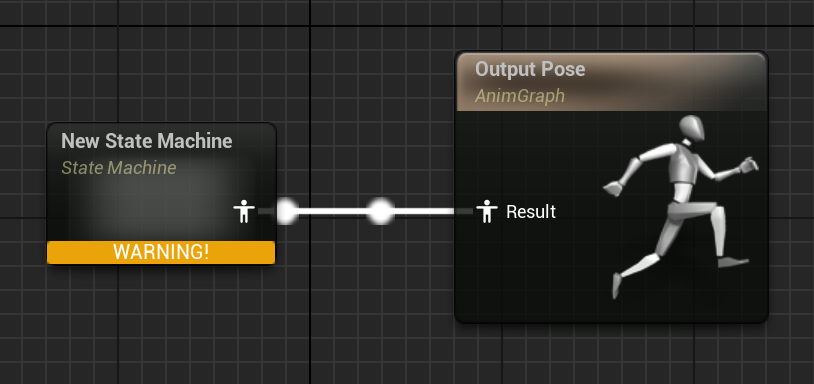 New State Machine
State Machine
WARNING!
Output Pose
AnimGraph
Result